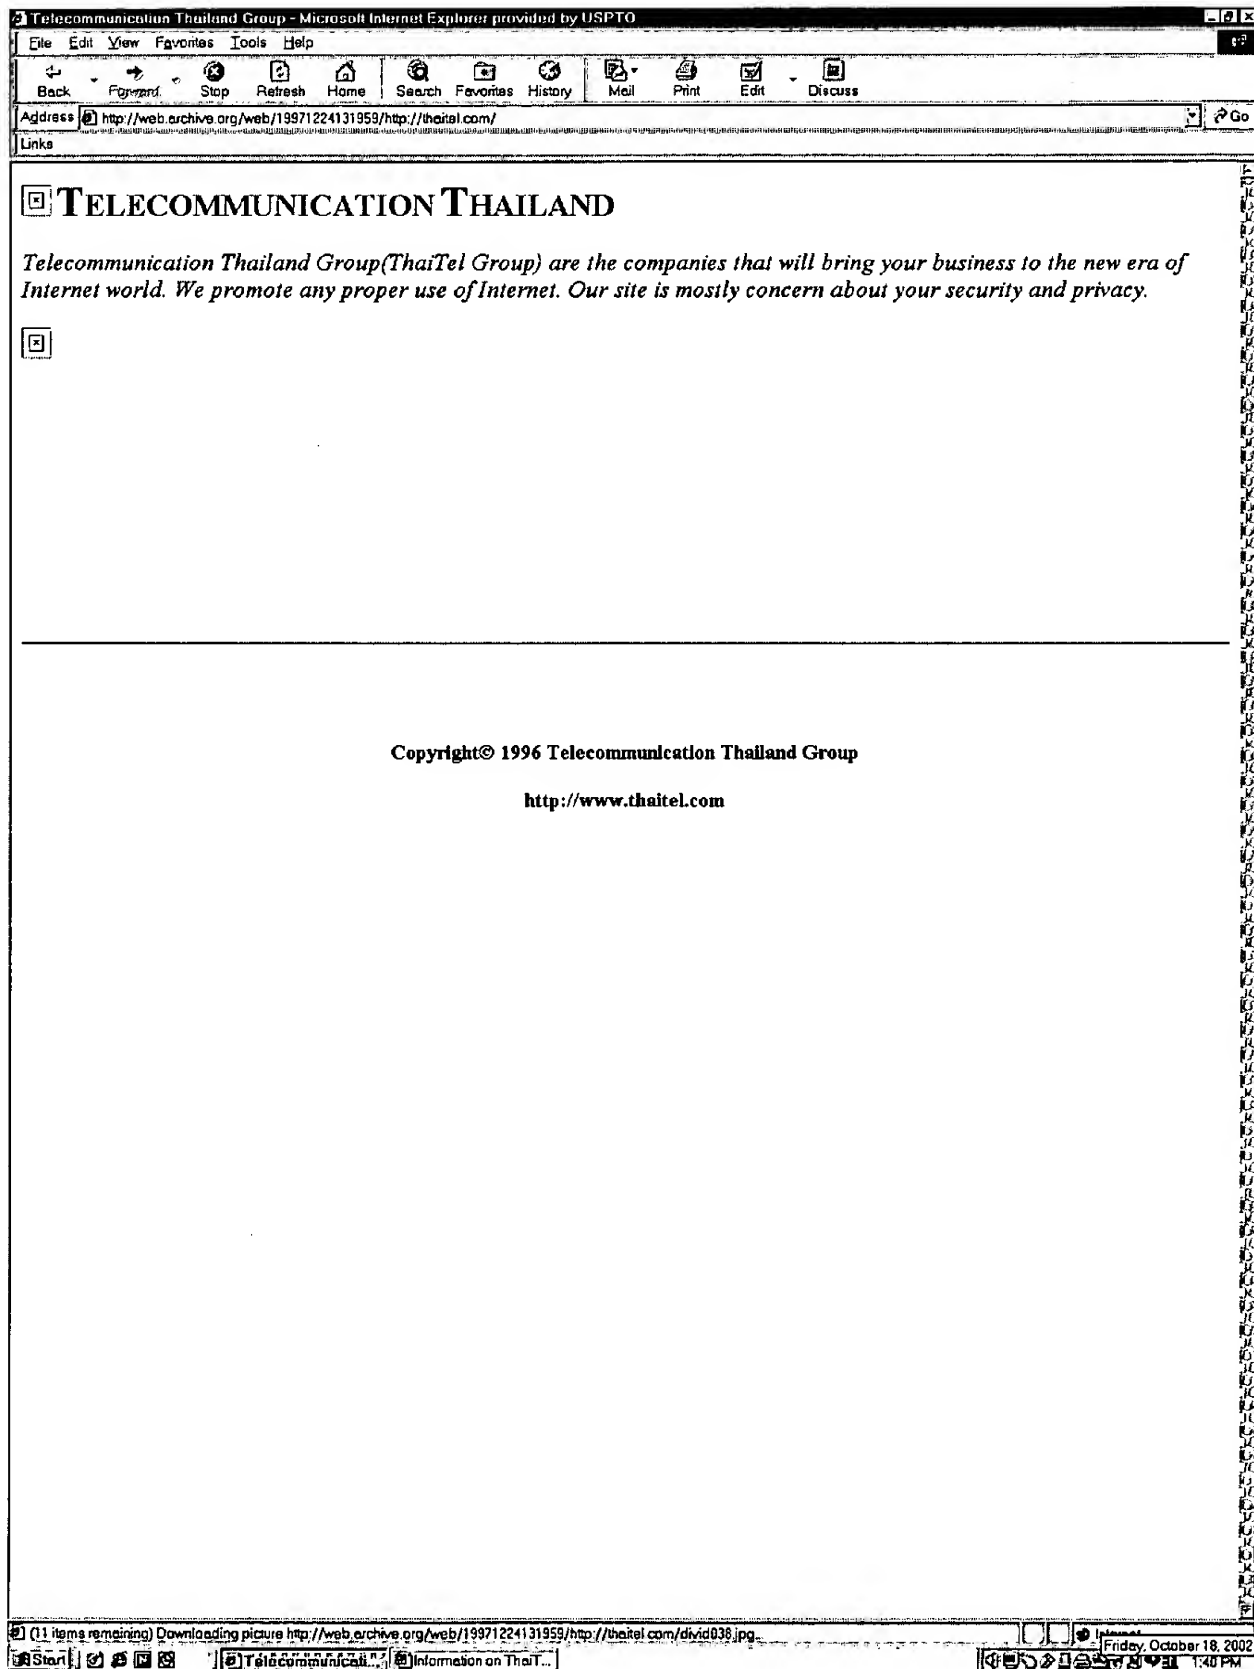 Telecommunication Thailand Group - Microsoft Internet Explorer provided by USPTO
File Edit View Favorites Tools Help
Back Forward Stop Refresh Home Search Favorites History Mail Print Edit Discuss
Address http://web.archive.org/web/19971224131959/http://thaitel.com/ Go
Links
TELECOMMUNICATION THAILAND
Telecommunication Thailand Group(ThaiTel Group) are the companies that will bring your business to the new era of
Internet world. We promote any proper use of Internet. Our site is mostly concern about your security and privacy.
Copyright© 1996 Telecommunication Thailand Group
http://www.thaitel.com
(11 items remaining) Downloading picture http://web.archive.org/web/19971224131959/http://thaitel.com/divid038.jpg...
Friday, October 18, 2002
Start Telecommunicati... Information on ThaiT... 1:40 PM